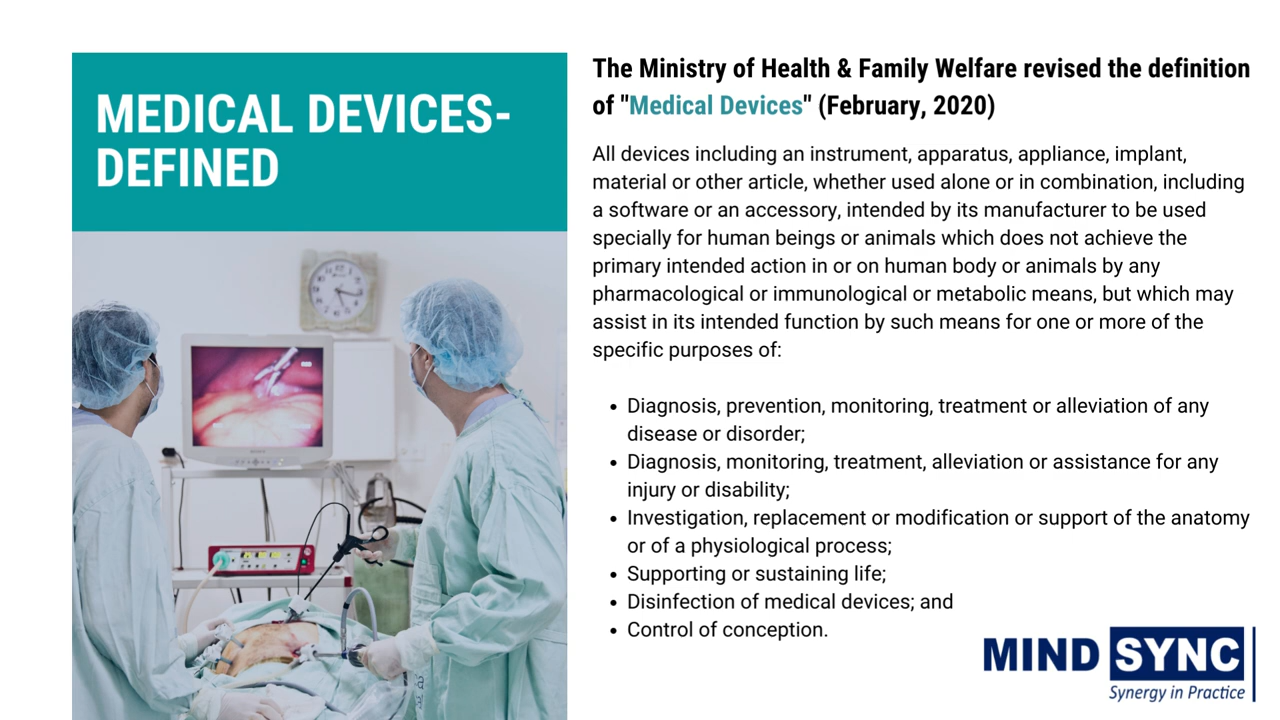 MEDICAL DEVICES-
DEFINED
The Ministry of Health & Family Welfare revised the definition
of "Medical Devices" (February, 2020)
All devices including an instrument, apparatus, appliance, implant,
material or other article, whether used alone or in combination, including
a software or an accessory, intended by its manufacturer to be used
specially for human beings or animals which does not achieve the
primary intended action in or on human body or animals by any
pharmacological or immunological or metabolic means, but which may
assist in its intended function by such means for one or more of the
specific purposes of:
• Diagnosis, prevention, monitoring, treatment or alleviation of any
disease or disorder;
• Diagnosis, monitoring, treatment, alleviation or assistance for any
injury or disability;
• Investigation, replacement or modification or support of the anatomy
or of a physiological process;
• Supporting or sustaining life;
• Disinfection of medical devices; and
• Control of conception.
MIND SYNC
Synergy in Practice